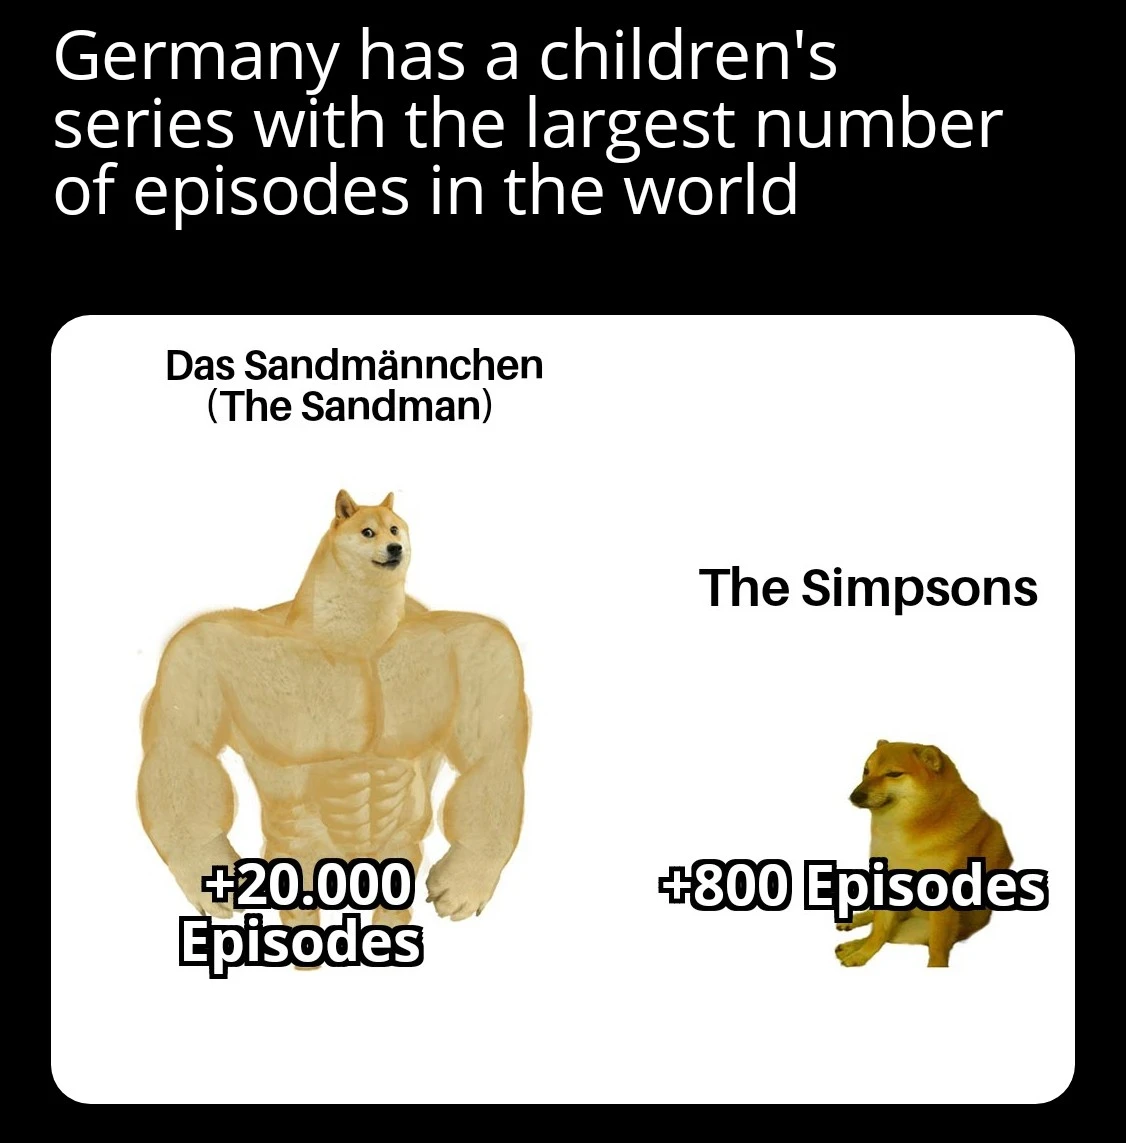 Germany has a children's
series with the largest number
of episodes in the world
Das Sandmännchen
(The Sandman)
The Simpsons
+20.000
Episodes
+800 Episodes